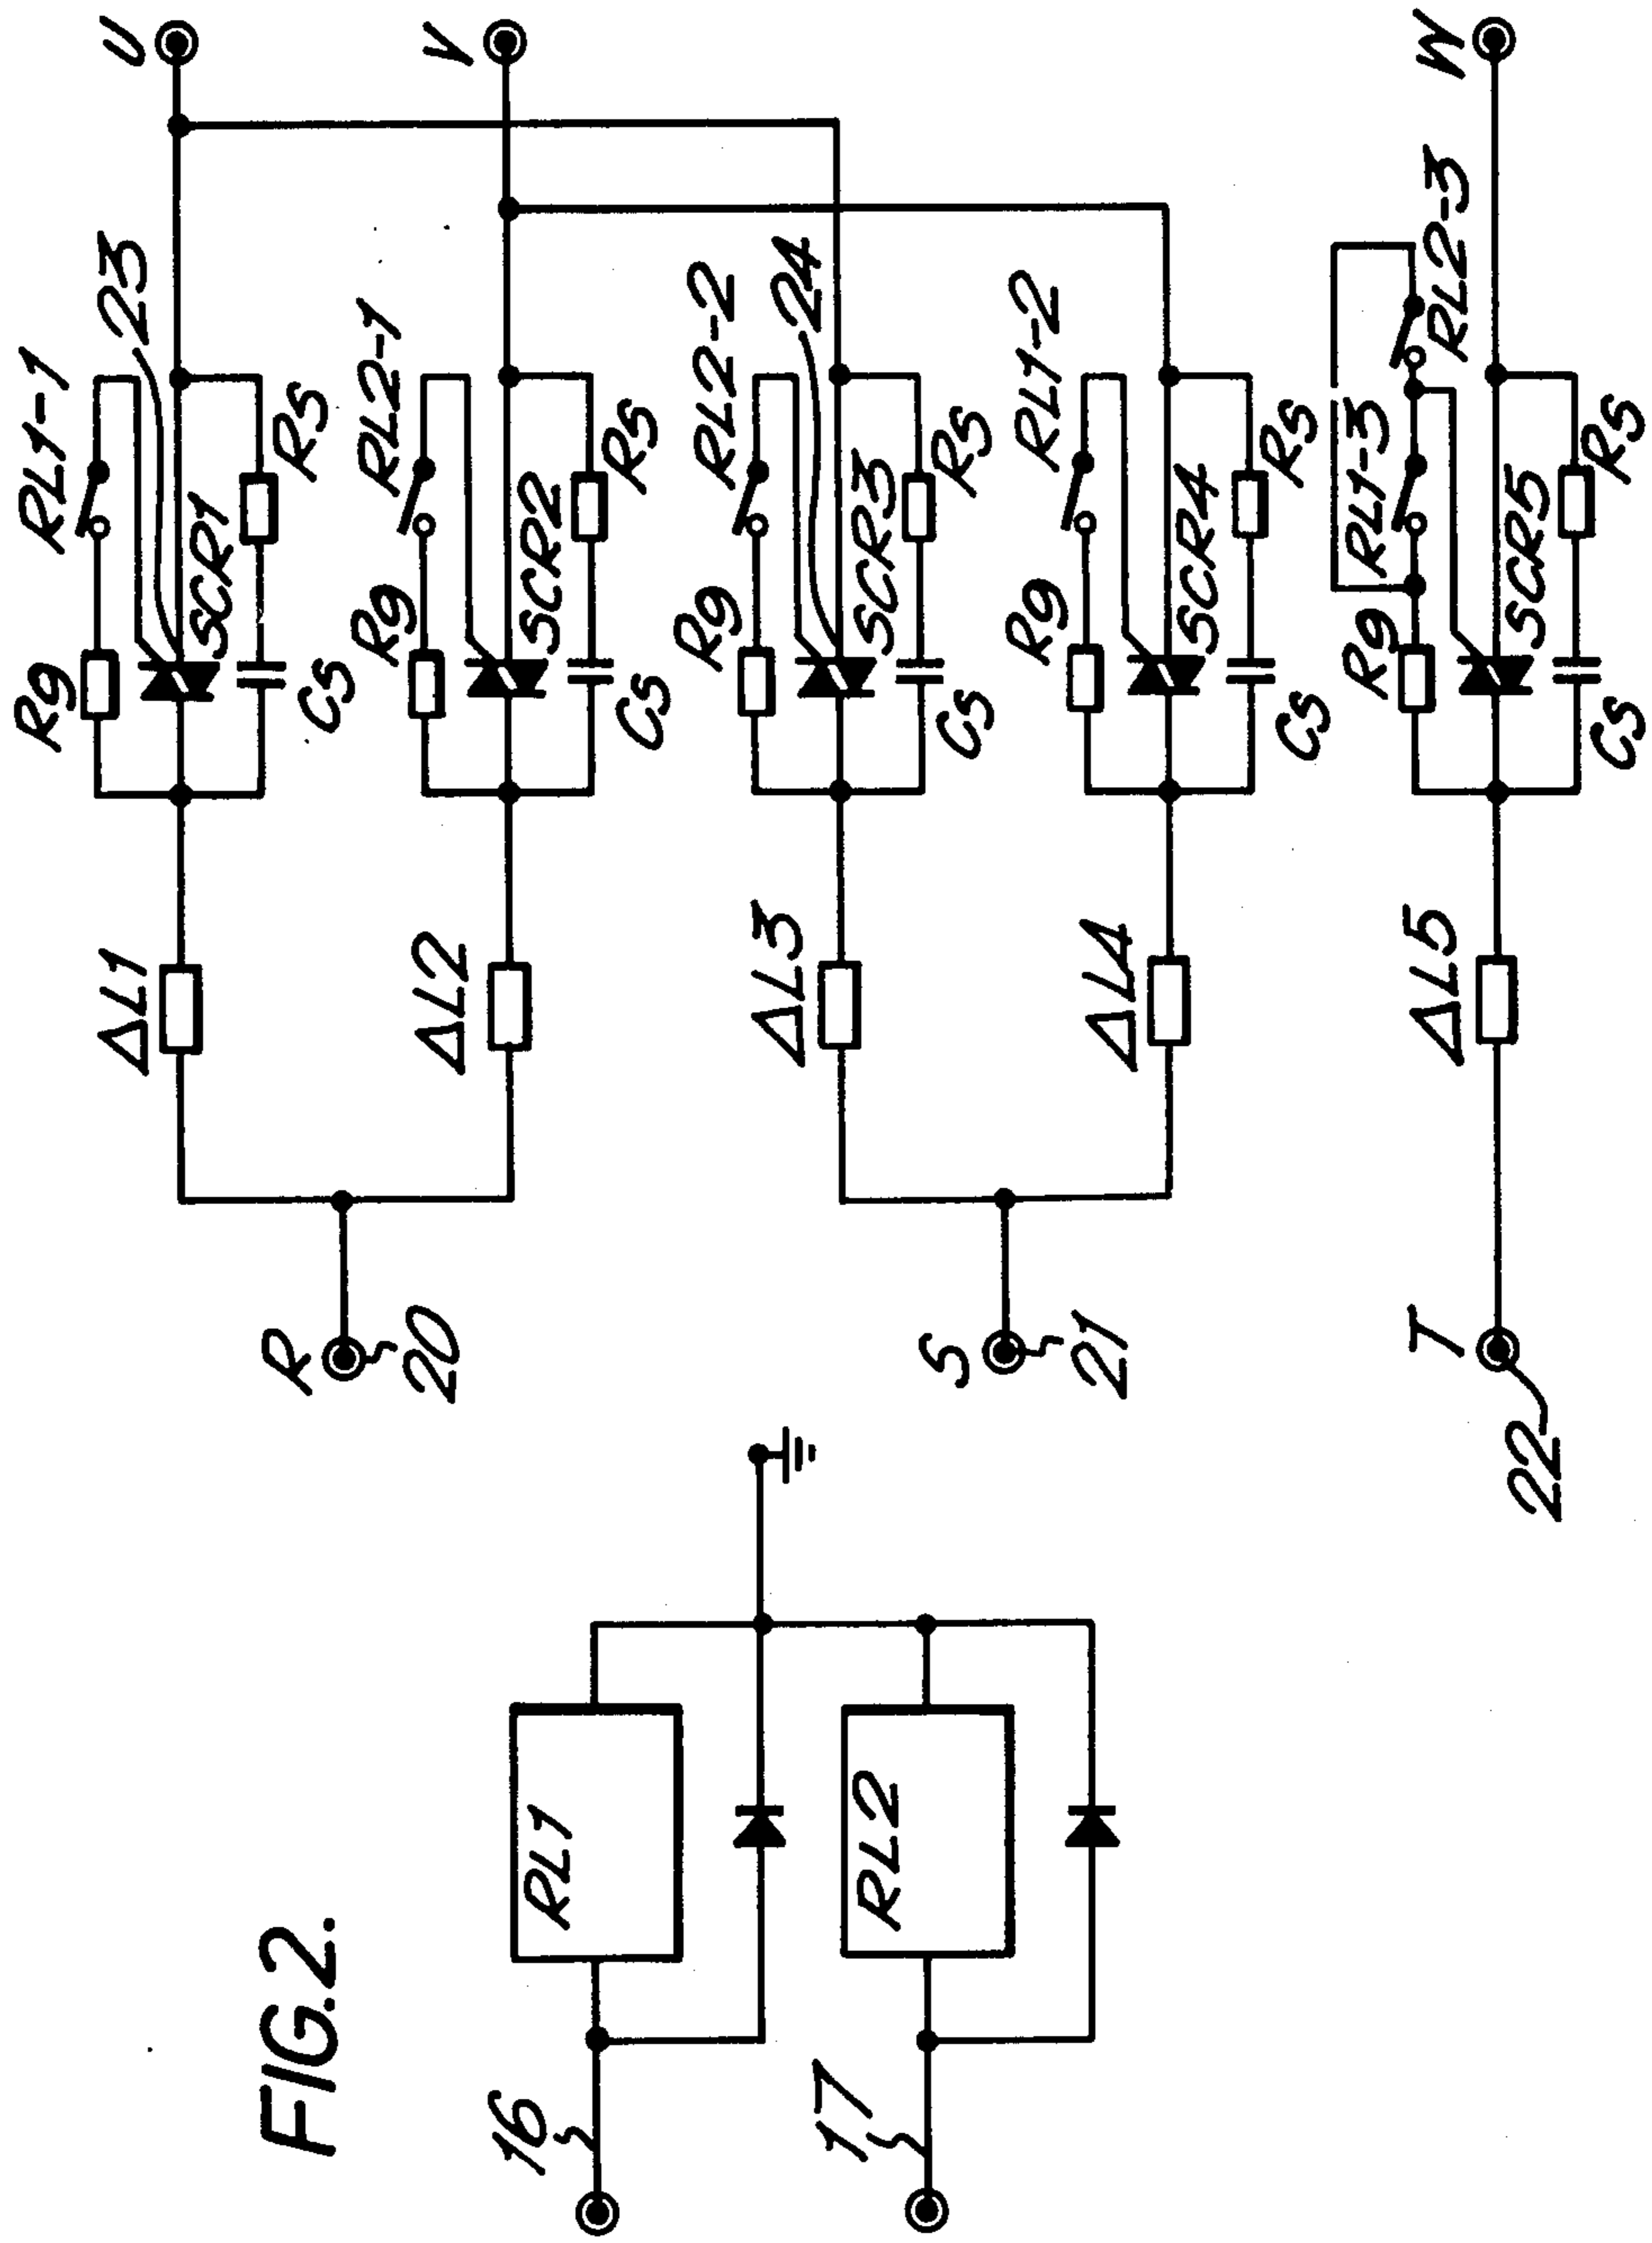 FIG.2.
16
RL1
17
RL2
R
20
S
21
T
22
ΔL1
ΔL2
ΔL3
ΔL4
ΔL5
Rg
RL1-1
23
SCR1
Cs
Rs
U
Rg
RL2-1
SCR2
Cs
Rs
V
Rg
RL2-2
24
SCR3
Cs
Rs
Rg
RL1-2
SCR4
Cs
Rs
Rg
RL1-3
RL2-3
SCR5
Cs
Rs
W